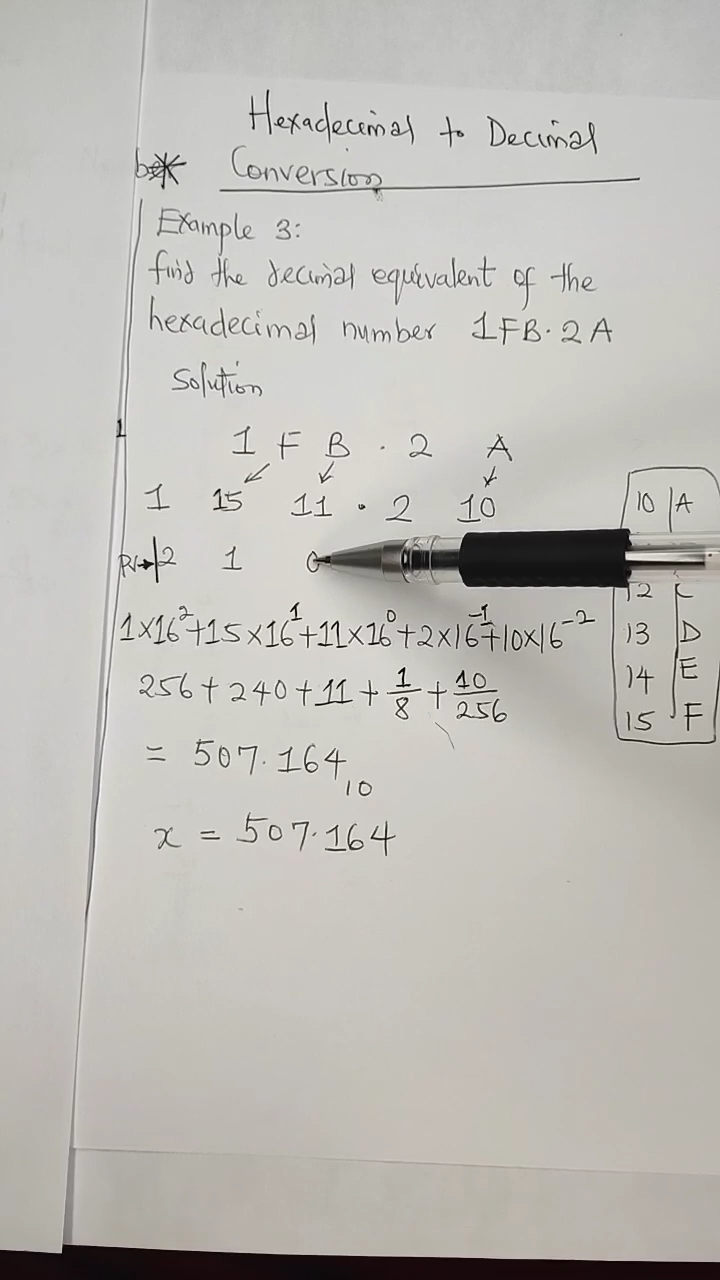 Hexadecimal to Decimal
Conversion
Example 3:
find the decimal equivalent of the
hexadecimal number 1FB.2A
Solution
1 F B . 2 A
1 15 11 . 2 10
2 1 0
1×16²+15×16¹+11×16⁰+2×16⁻¹+10×16⁻²
256+240+11+1/8+10/256
= 507.164₁₀
x = 507.164
10 A
12 C
13 D
14 E
15 F